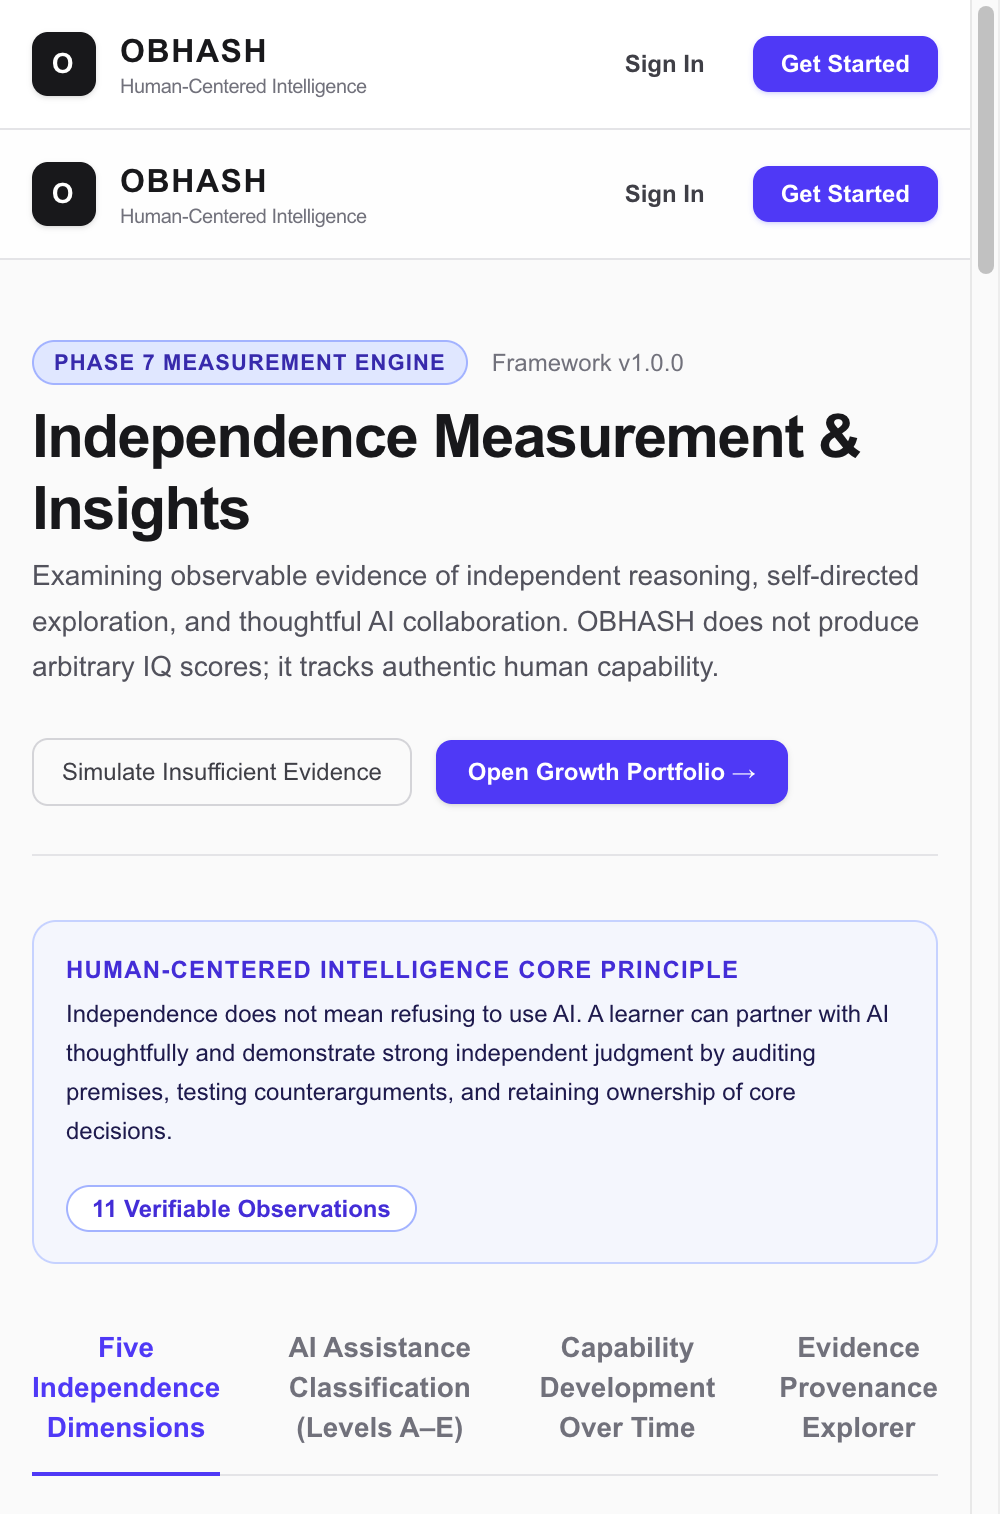 O
OBHASH
Human-Centered Intelligence
Sign In
Get Started
O
OBHASH
Human-Centered Intelligence
Sign In
Get Started
PHASE 7 MEASUREMENT ENGINE
Framework v1.0.0
Independence Measurement &
Insights
Examining observable evidence of independent reasoning, self-directed
exploration, and thoughtful AI collaboration. OBHASH does not produce
arbitrary IQ scores; it tracks authentic human capability.
Simulate Insufficient Evidence
Open Growth Portfolio →
HUMAN-CENTERED INTELLIGENCE CORE PRINCIPLE
Independence does not mean refusing to use AI. A learner can partner with AI
thoughtfully and demonstrate strong independent judgment by auditing
premises, testing counterarguments, and retaining ownership of core
decisions.
11 Verifiable Observations
Five
Independence
Dimensions
AI Assistance
Classification
(Levels A–E)
Capability
Development
Over Time
Evidence
Provenance
Explorer